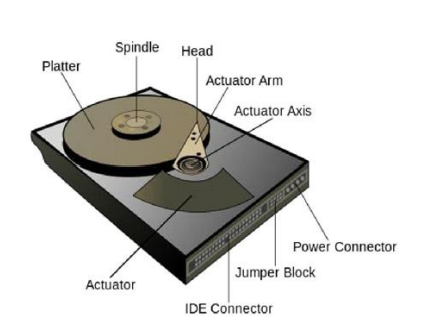 Spindle
Head
Platter
Actuator Arm
Actuator Axis
Power Connector
Jumper Block
Actuator
IDE Connector